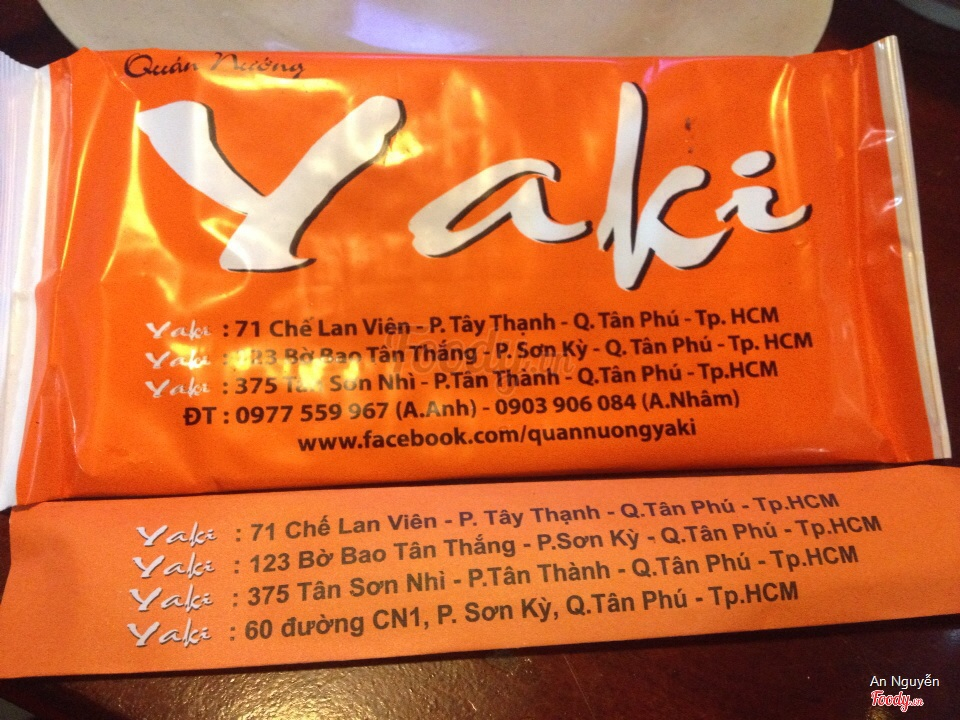 Quán Nướng
Yaki
Yaki : 71 Chế Lan Viên - P. Tây Thạnh - Q. Tân Phú - Tp. HCM
Yaki : 123 Bờ Bao Tân Thắng - P. Sơn Kỳ - Q. Tân Phú - Tp. HCM
Yaki : 375 Tân Sơn Nhì - P.Tân Thành - Q.Tân Phú - Tp.HCM
ĐT : 0977 559 967 (A.Anh) - 0903 906 084 (A.Nhâm)
www.facebook.com/quannuongyaki
Foody.vn
Yaki : 71 Chế Lan Viên - P. Tây Thạnh - Q.Tân Phú - Tp.HCM
Yaki : 123 Bờ Bao Tân Thắng - P.Sơn Kỳ - Q.Tân Phú - Tp.HCM
Yaki : 375 Tân Sơn Nhì - P.Tân Thành - Q.Tân Phú - Tp.HCM
Yaki : 60 đường CN1, P. Sơn Kỳ, Q.Tân Phú - Tp.HCM
An Nguyễn
Foody.vn